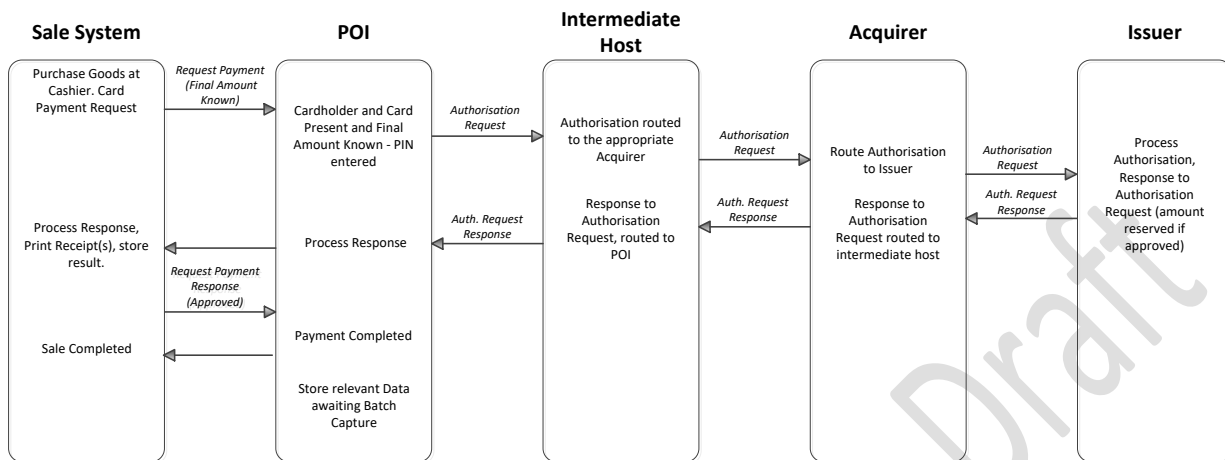 Sale System
POI
Intermediate
Host
Acquirer
Issuer
Purchase Goods at
Cashier. Card
Payment Request
Request Payment
(Final Amount
Known)
Cardholder and Card
Present and Final
Amount Known - PIN
entered
Authorisation
Request
Authorisation routed
to the appropriate
Acquirer
Authorisation
Request
Route Authorisation
to Issuer
Authorisation
Request
Process
Authorisation,
Response to
Authorisation
Request (amount
reserved if
approved)
Auth. Request
Response
Response to
Authorisation
Request routed to
intermediate host
Auth. Request
Response
Response to
Authorisation
Request, routed to
POI
Auth. Request
Response
Process Response
Process Response,
Print Receipt(s), store
result.
Request Payment
Response
(Approved)
Payment Completed
Sale Completed
Store relevant Data
awaiting Batch
Capture
Draft